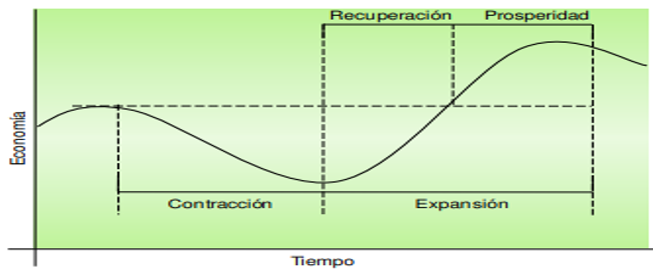 Recuperación Prosperidad
Economía
Contracción Expansión
Tiempo